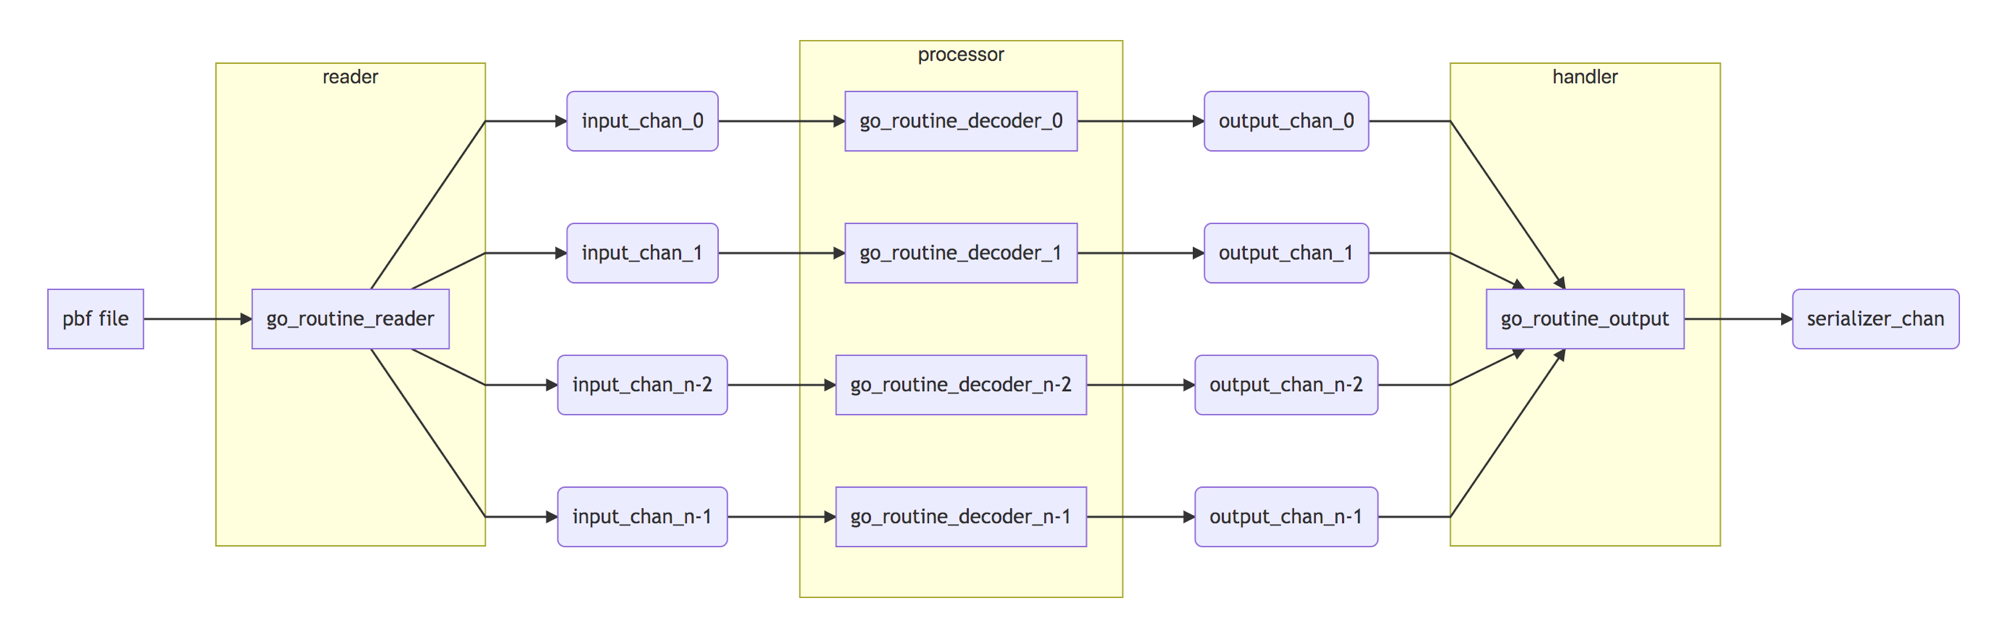 reader
processor
handler
pbf file
go_routine_reader
input_chan_0
go_routine_decoder_0
output_chan_0
input_chan_1
go_routine_decoder_1
output_chan_1
input_chan_n-2
go_routine_decoder_n-2
output_chan_n-2
input_chan_n-1
go_routine_decoder_n-1
output_chan_n-1
go_routine_output
serializer_chan